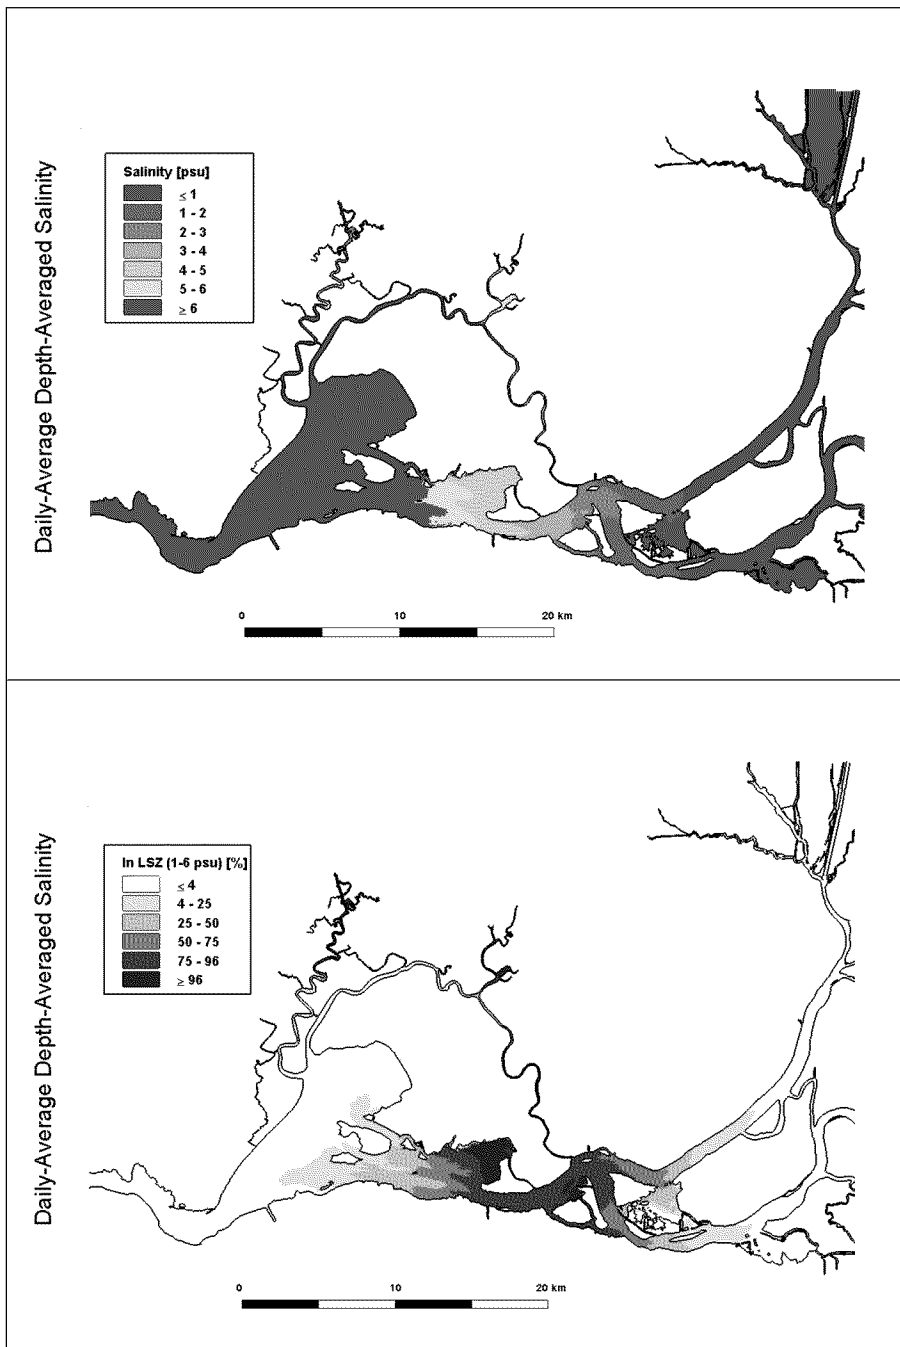 Daily-Average Depth-Averaged Salinity
Salinity [psu]
≤ 1
1 - 2
2 - 3
3 - 4
4 - 5
5 - 6
≥ 6
0 10 20 km
Daily-Average Depth-Averaged Salinity
In LSZ (1-6 psu) [%]
≤ 4
4 - 25
25 - 50
50 - 75
75 - 96
≥ 96
0 10 20 km